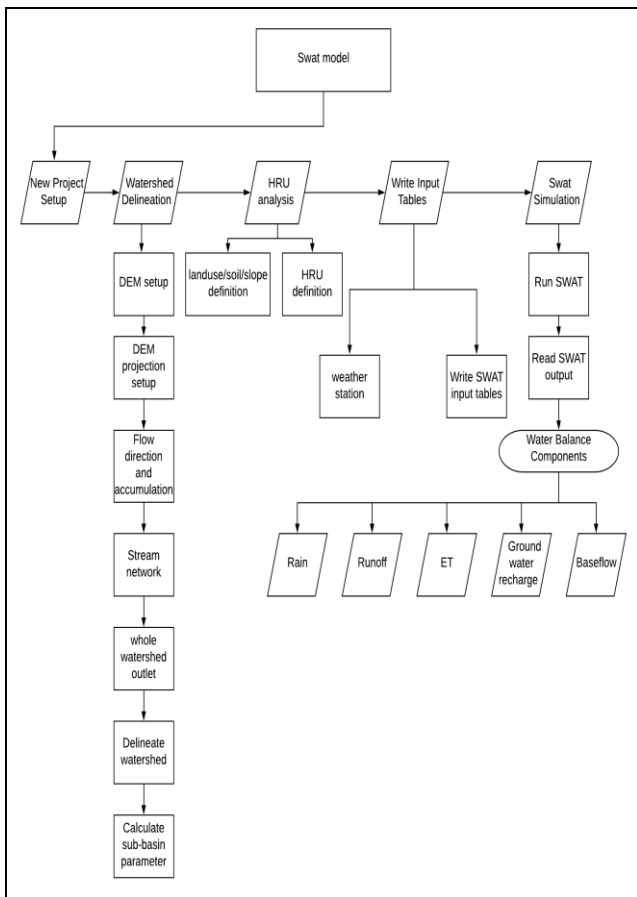 Swat model
New Project
Setup
Watershed
Delineation
HRU
analysis
Write Input
Tables
Swat
Simulation
DEM setup
landuse/soil/slope
definition
HRU
definition
Run SWAT
DEM
projection
setup
weather
station
Write SWAT
input tables
Read SWAT
output
Flow
direction
and
accumulation
Water Balance
Components
Stream
network
Rain
Runoff
ET
Ground
water
recharge
Baseflow
whole
watershed
outlet
Delineate
watershed
Calculate
sub-basin
parameter